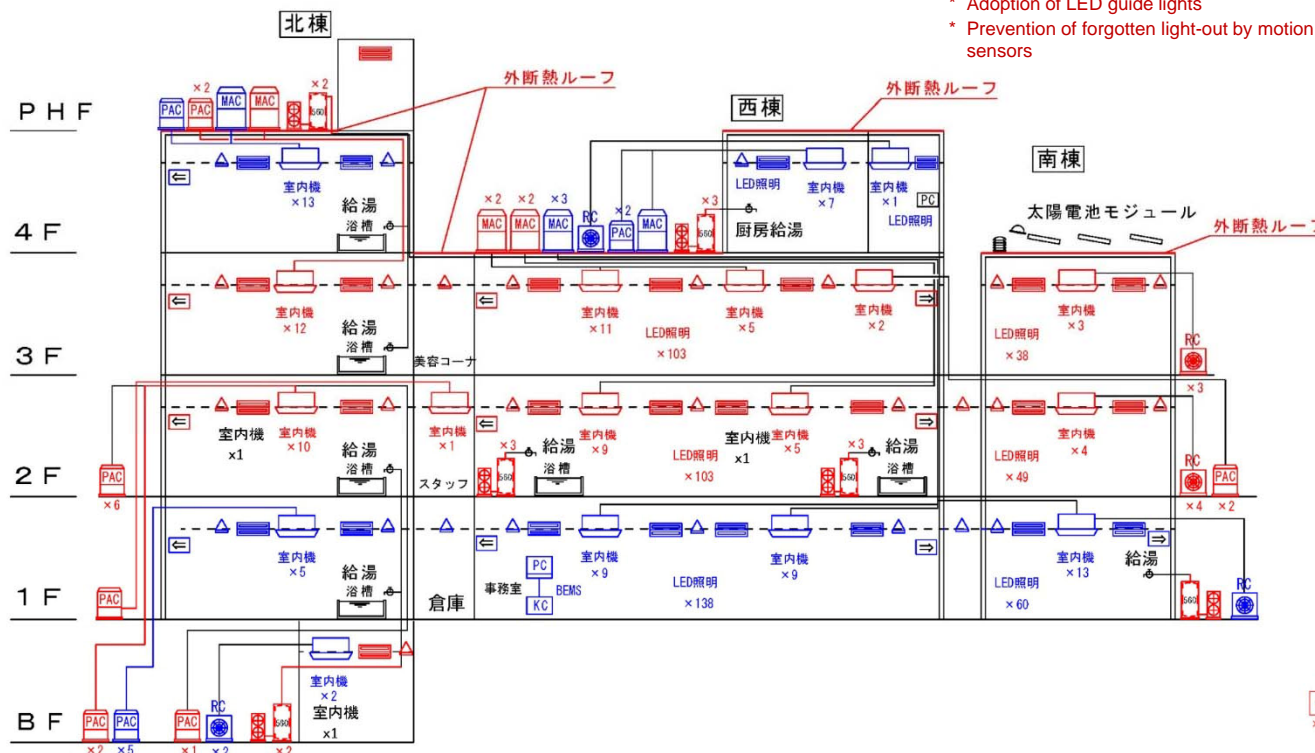 * Adoption of LED guide lights
* Prevention of forgotten light-out by motion
sensors
北棟
×2
×2
外断熱ルーフ
外断熱ルーフ
PHF
PAC
PAC
MAC
MAC
560
西棟
南棟
室内機
×13
給湯
浴槽
×2
×2
×3
RC
×2
×3
MAC
MAC
MAC
PAC
MAC
560
LED照明
室内機
×7
室内機
×1
PC
LED照明
厨房給湯
太陽電池モジュール
外断熱ルーフ
4F
室内機
×12
給湯
浴槽
美容コーナ
室内機
×11
LED照明
×103
室内機
×5
室内機
×2
室内機
×3
LED照明
×38
RC
×3
3F
室内機
x1
室内機
×10
給湯
浴槽
室内機
×1
スタッフ
室内機
×9
×3
560
給湯
浴槽
LED照明
×103
室内機
x1
室内機
×5
×3
560
給湯
浴槽
室内機
×4
LED照明
×49
RC
×4
PAC
×2
2F
PAC
×6
室内機
×5
給湯
浴槽
倉庫
事務室
PC
BEMS
KC
室内機
×9
LED照明
×138
室内機
×9
LED照明
×60
室内機
×13
給湯
560
RC
1F
PAC
室内機
×2
室内機
x1
BF
PAC
×2
PAC
×5
PAC
×1
RC
×2
560
×2